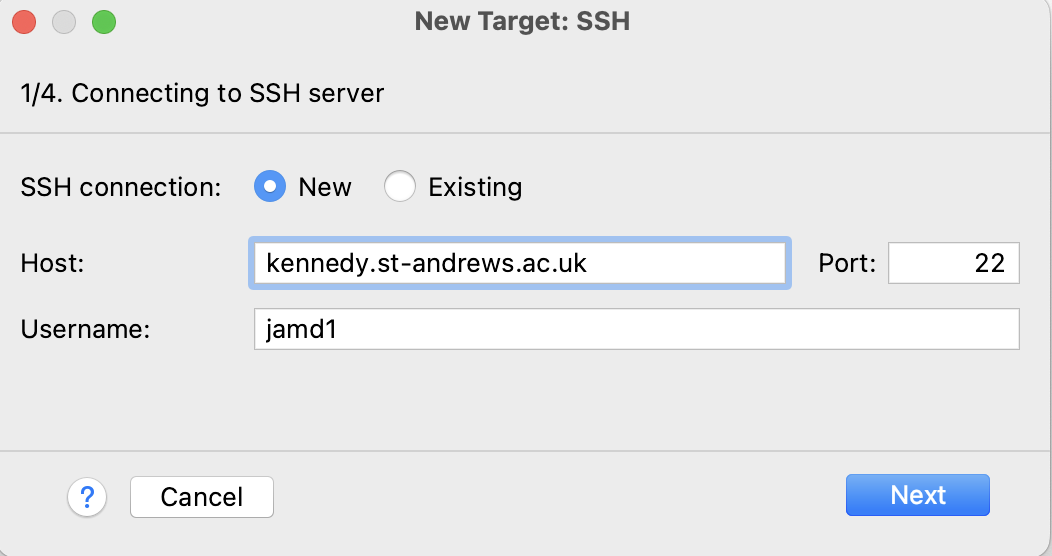 New Target: SSH
1/4. Connecting to SSH server
SSH connection: New Existing
Host: kennedy.st-andrews.ac.uk Port: 22
Username: jamd1
? Cancel Next